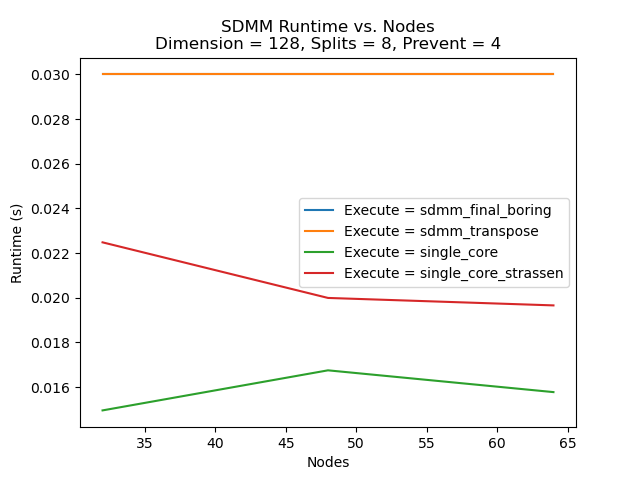 SDMM Runtime vs. Nodes
Dimension = 128, Splits = 8, Prevent = 4
0.030
0.028
0.026
0.024
0.022
0.020
0.018
0.016
Runtime (s)
Execute = sdmm_final_boring
Execute = sdmm_transpose
Execute = single_core
Execute = single_core_strassen
35
40
45
50
55
60
65
Nodes